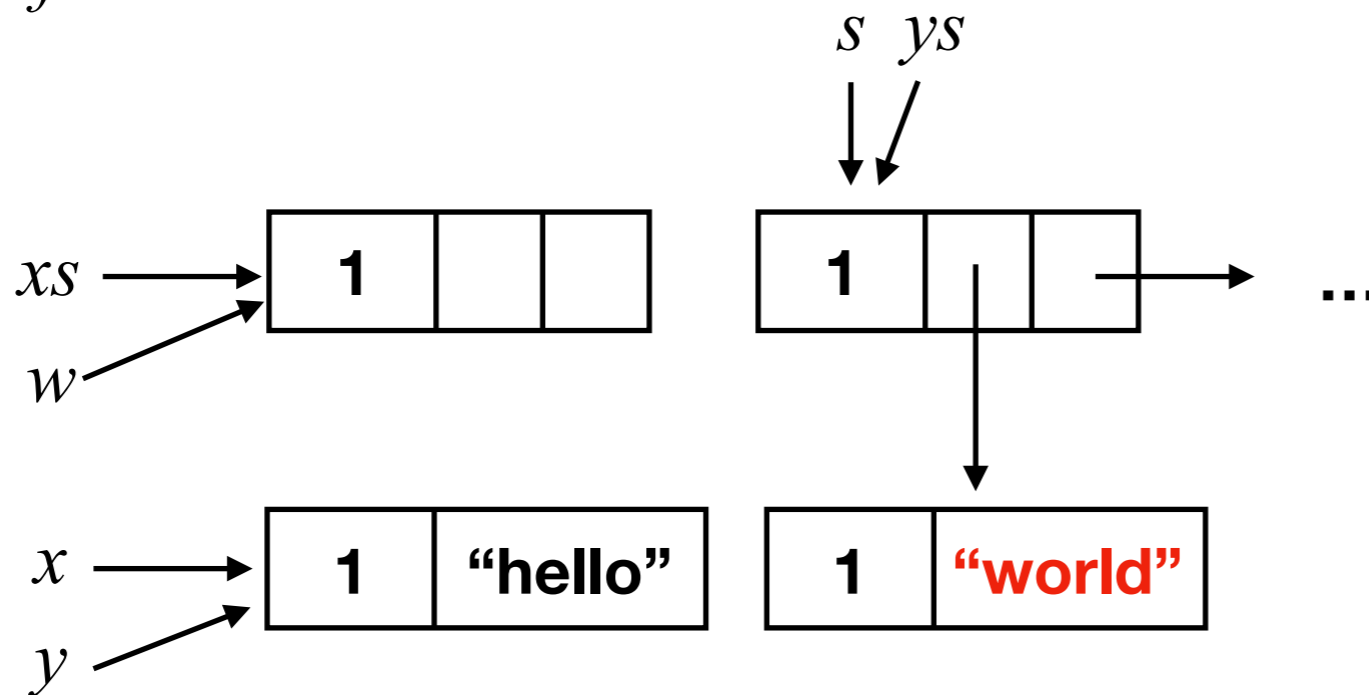 s ys
xs 1 1 ...
w
x 1 “hello” 1 “world”
y